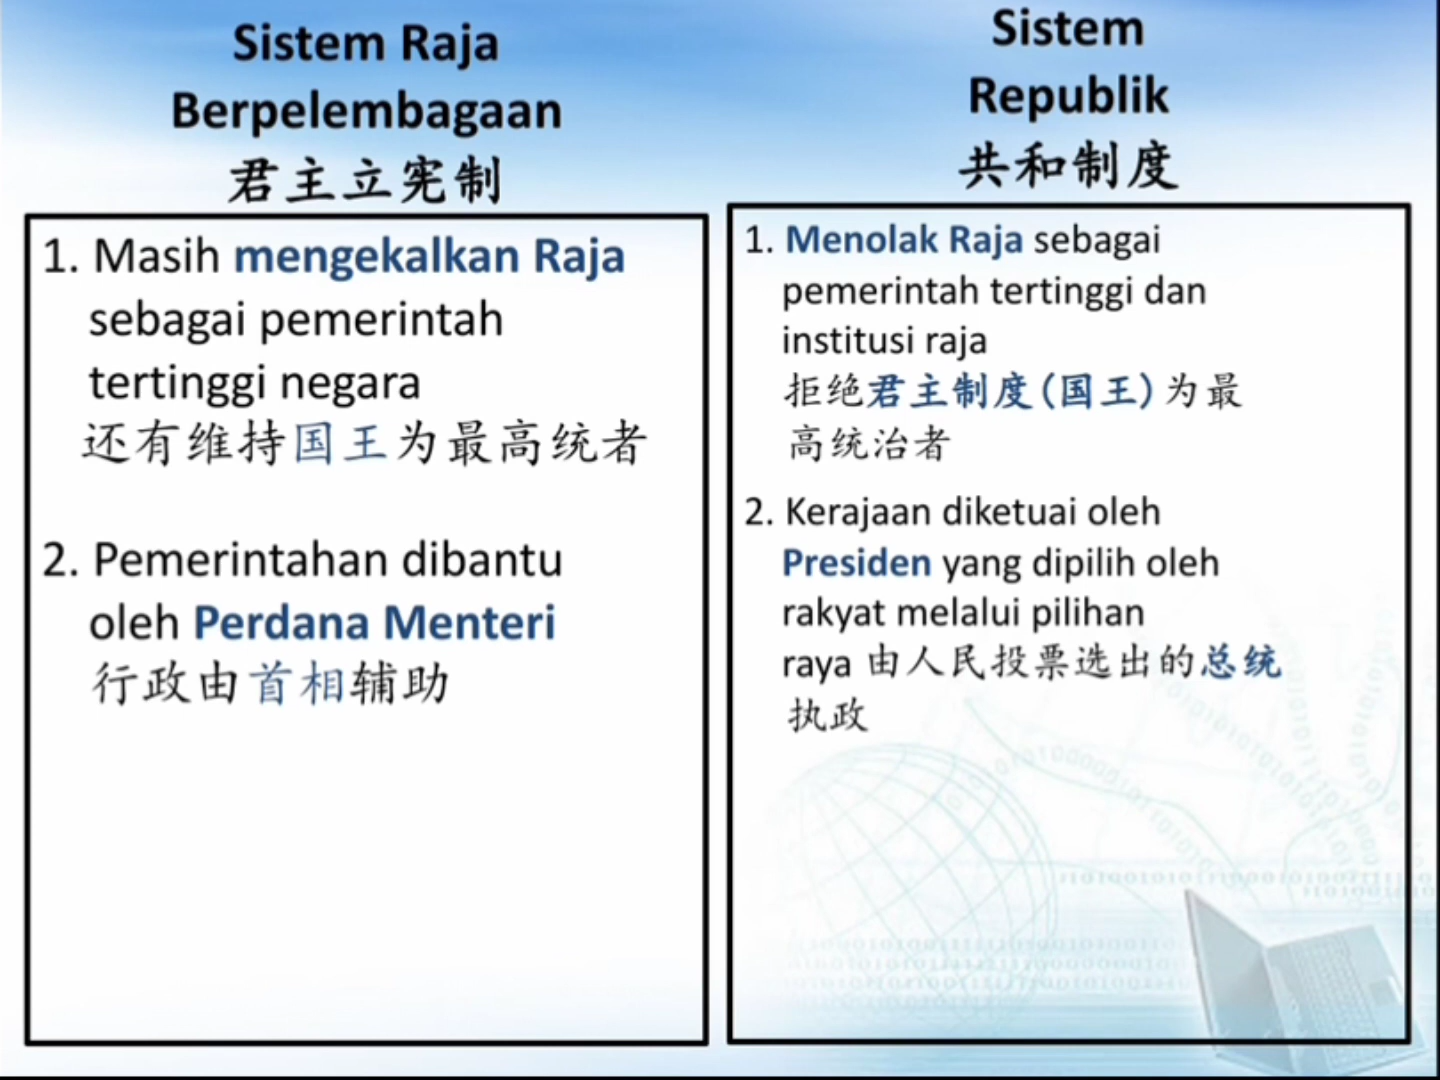 Sistem Raja
Berpelembagaan
君主立宪制
1. Masih mengekalkan Raja
sebagai pemerintah
tertinggi negara
还有维持国王为最高统者
2. Pemerintahan dibantu
oleh Perdana Menteri
行政由首相辅助
Sistem
Republik
共和制度
1. Menolak Raja sebagai
pemerintah tertinggi dan
institusi raja
拒绝君主制度(国王)为最
高统治者
2. Kerajaan diketuai oleh
Presiden yang dipilih oleh
rakyat melalui pilihan
raya 由人民投票选出的总统
执政